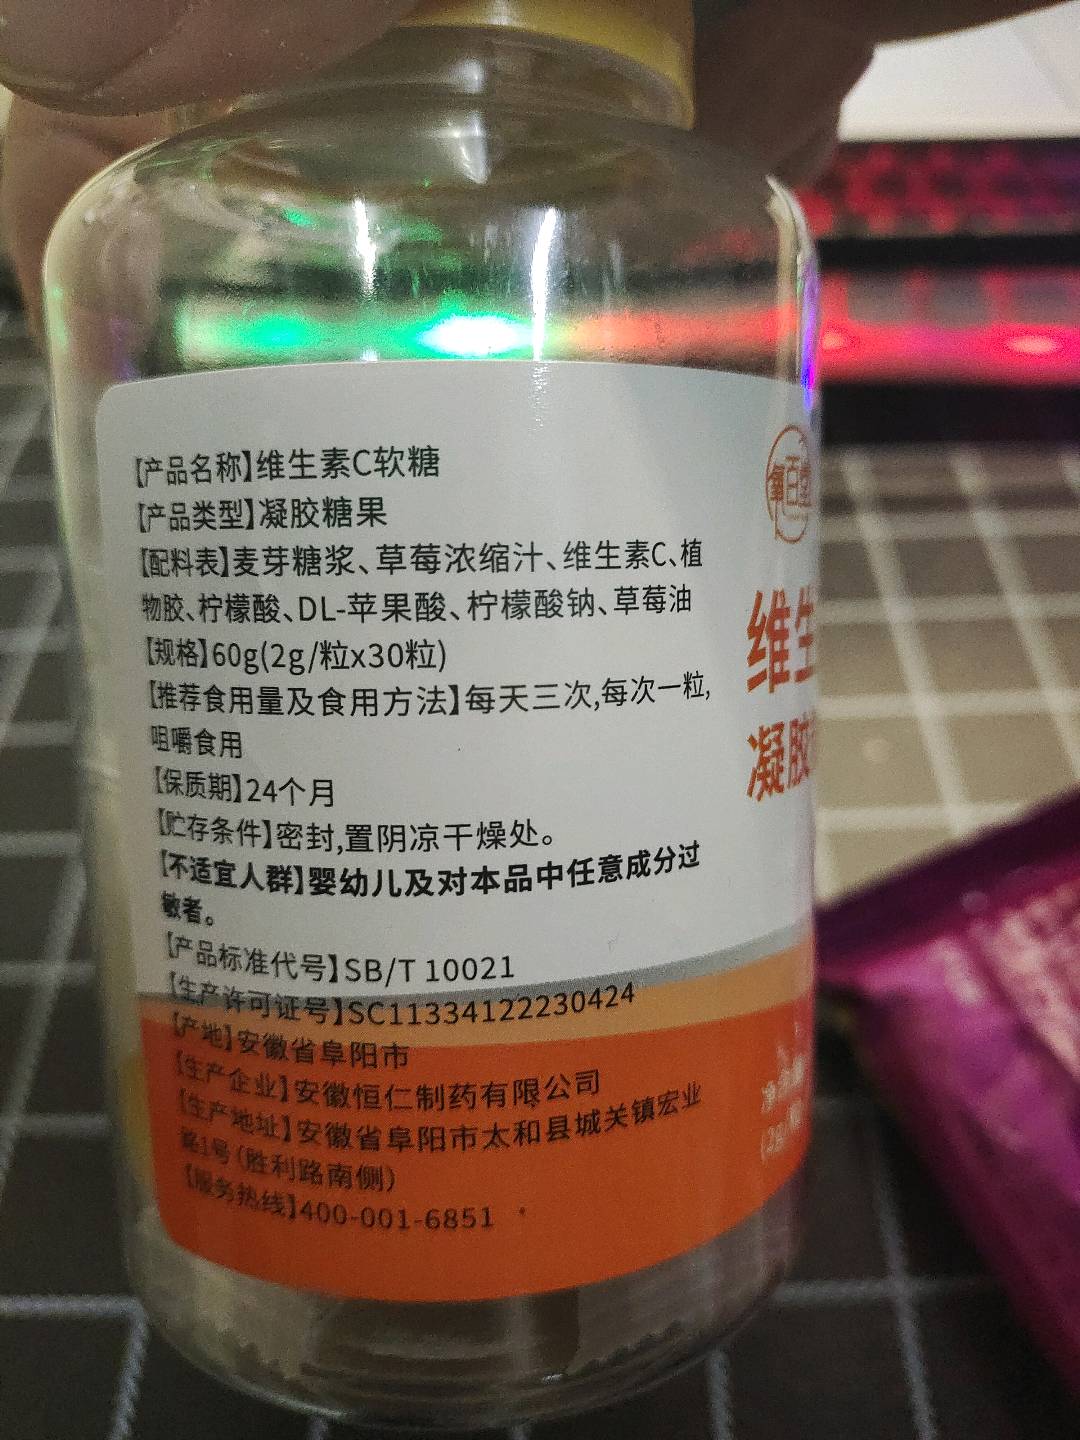 【产品名称】维生素C软糖
【产品类型】凝胶糖果
【配料表】麦芽糖浆、草莓浓缩汁、维生素C、植
物胶、柠檬酸、DL-苹果酸、柠檬酸钠、草莓油
【规格】60g(2g/粒x30粒)
【推荐食用量及食用方法】每天三次,每次一粒,
咀嚼食用
【保质期】24个月
【贮存条件】密封,置阴凉干燥处。
【不适宜人群】婴幼儿及对本品中任意成分过
敏者。
【产品标准代号】SB/T 10021
【生产许可证号】SC11334122230424
【产地】安徽省阜阳市
【生产企业】安徽恒仁制药有限公司
【生产地址】安徽省阜阳市太和县城关镇宏业
路1号(胜利路南侧)
【服务热线】400-001-6851
百堂
维生
凝胶
净含量
(2g/粒